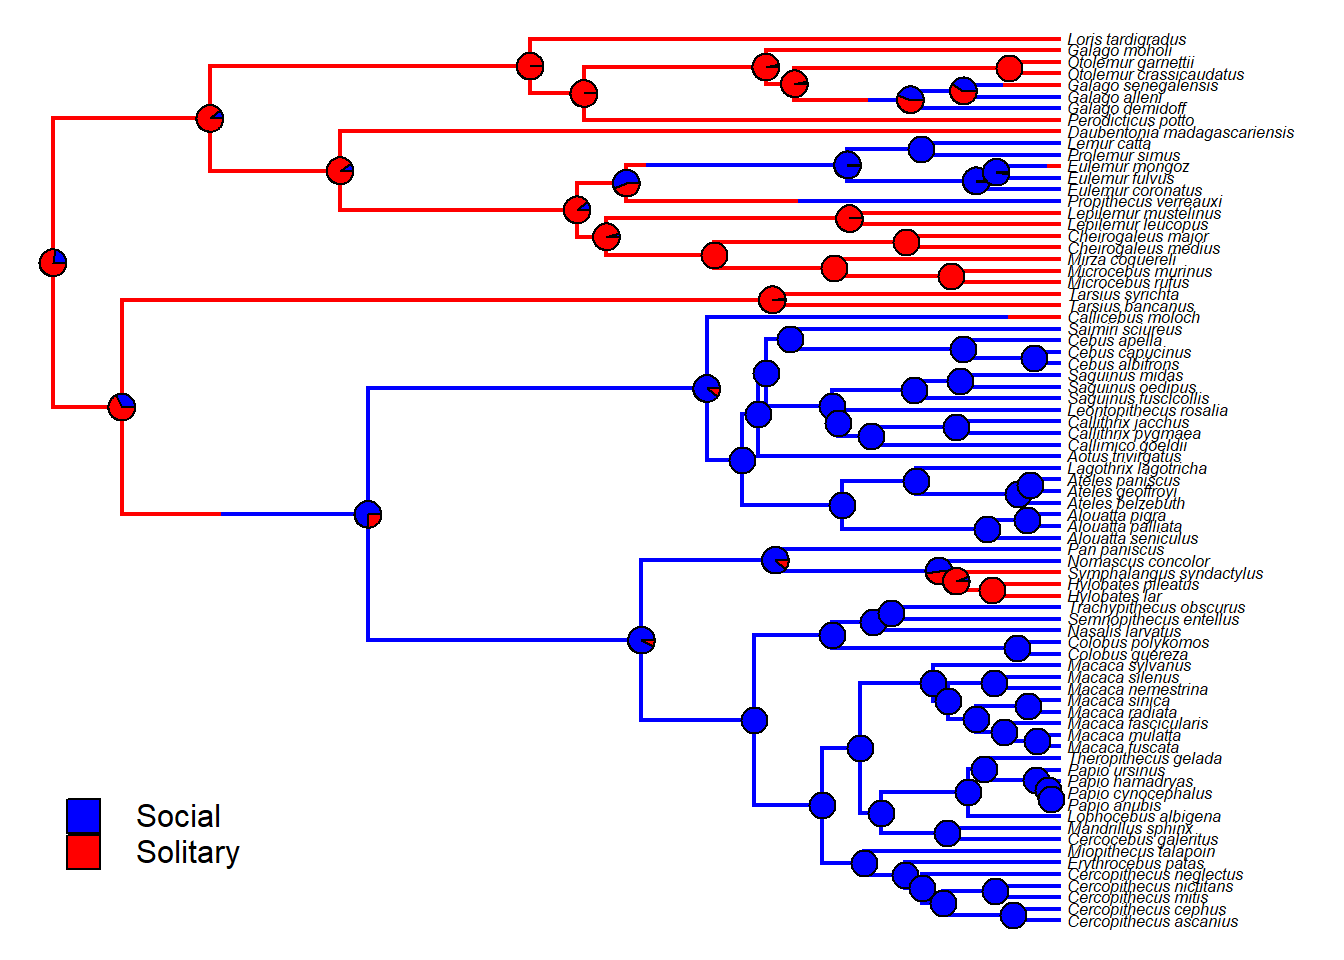 Loris tardigradus
Galago moholi
Otolemur garnettii
Otolemur crassicaudatus
Galago senegalensis
Galago alleni
Galago demidoff
Perodicticus potto
Daubentonia madagascariensis
Lemur catta
Prolemur simus
Eulemur mongoz
Eulemur fulvus
Eulemur coronatus
Propithecus verreauxi
Lepilemur mustelinus
Lepilemur leucopus
Cheirogaleus major
Cheirogaleus medius
Mirza coquereli
Microcebus murinus
Microcebus rufus
Tarsius syrichta
Tarsius bancanus
Callicebus moloch
Saimiri sciureus
Cebus apella
Cebus capucinus
Cebus albifrons
Saguinus midas
Saguinus oedipus
Saguinus fuscicollis
Leontopithecus rosalia
Callithrix jacchus
Callithrix pygmaea
Callimico goeldii
Aotus trivirgatus
Lagothrix lagotricha
Ateles paniscus
Ateles geoffroyi
Ateles belzebuth
Alouatta pigra
Alouatta palliata
Alouatta seniculus
Pan paniscus
Nomascus concolor
Symphalangus syndactylus
Hylobates pileatus
Hylobates lar
Trachypithecus obscurus
Semnopithecus entellus
Nasalis larvatus
Colobus polykomos
Colobus guereza
Macaca sylvanus
Macaca silenus
Macaca nemestrina
Macaca sinica
Macaca radiata
Macaca fascicularis
Macaca mulatta
Macaca fuscata
Theropithecus gelada
Papio ursinus
Papio hamadryas
Papio cynocephalus
Papio anubis
Lophocebus albigena
Mandrillus sphinx
Cercocebus galeritus
Miopithecus talapoin
Erythrocebus patas
Cercopithecus neglectus
Cercopithecus nictitans
Cercopithecus mitis
Cercopithecus cephus
Cercopithecus ascanius
Social
Solitary